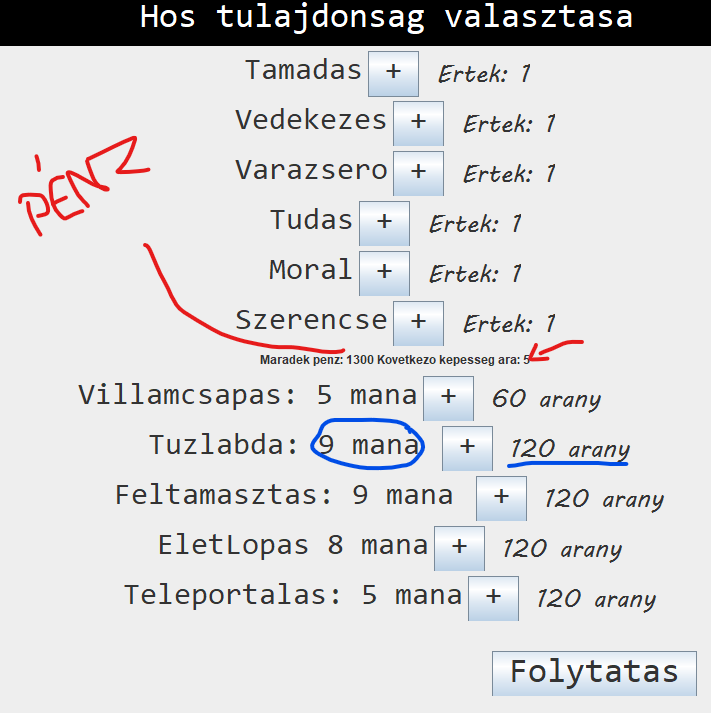 Hos tulajdonsag valasztasa
Tamadas + Ertek: 1
Vedekezes + Ertek: 1
PÉNZ
Varazsero + Ertek: 1
Tudas + Ertek: 1
Moral + Ertek: 1
Szerencse + Ertek: 1
Maradek penz: 1300 Kovetkezo kepesseg ara: 5
Villamcsapas: 5 mana + 60 arany
Tuzlabda: 9 mana + 120 arany
Feltamasztas: 9 mana + 120 arany
EletLopas 8 mana + 120 arany
Teleportalas: 5 mana + 120 arany
Folytatas